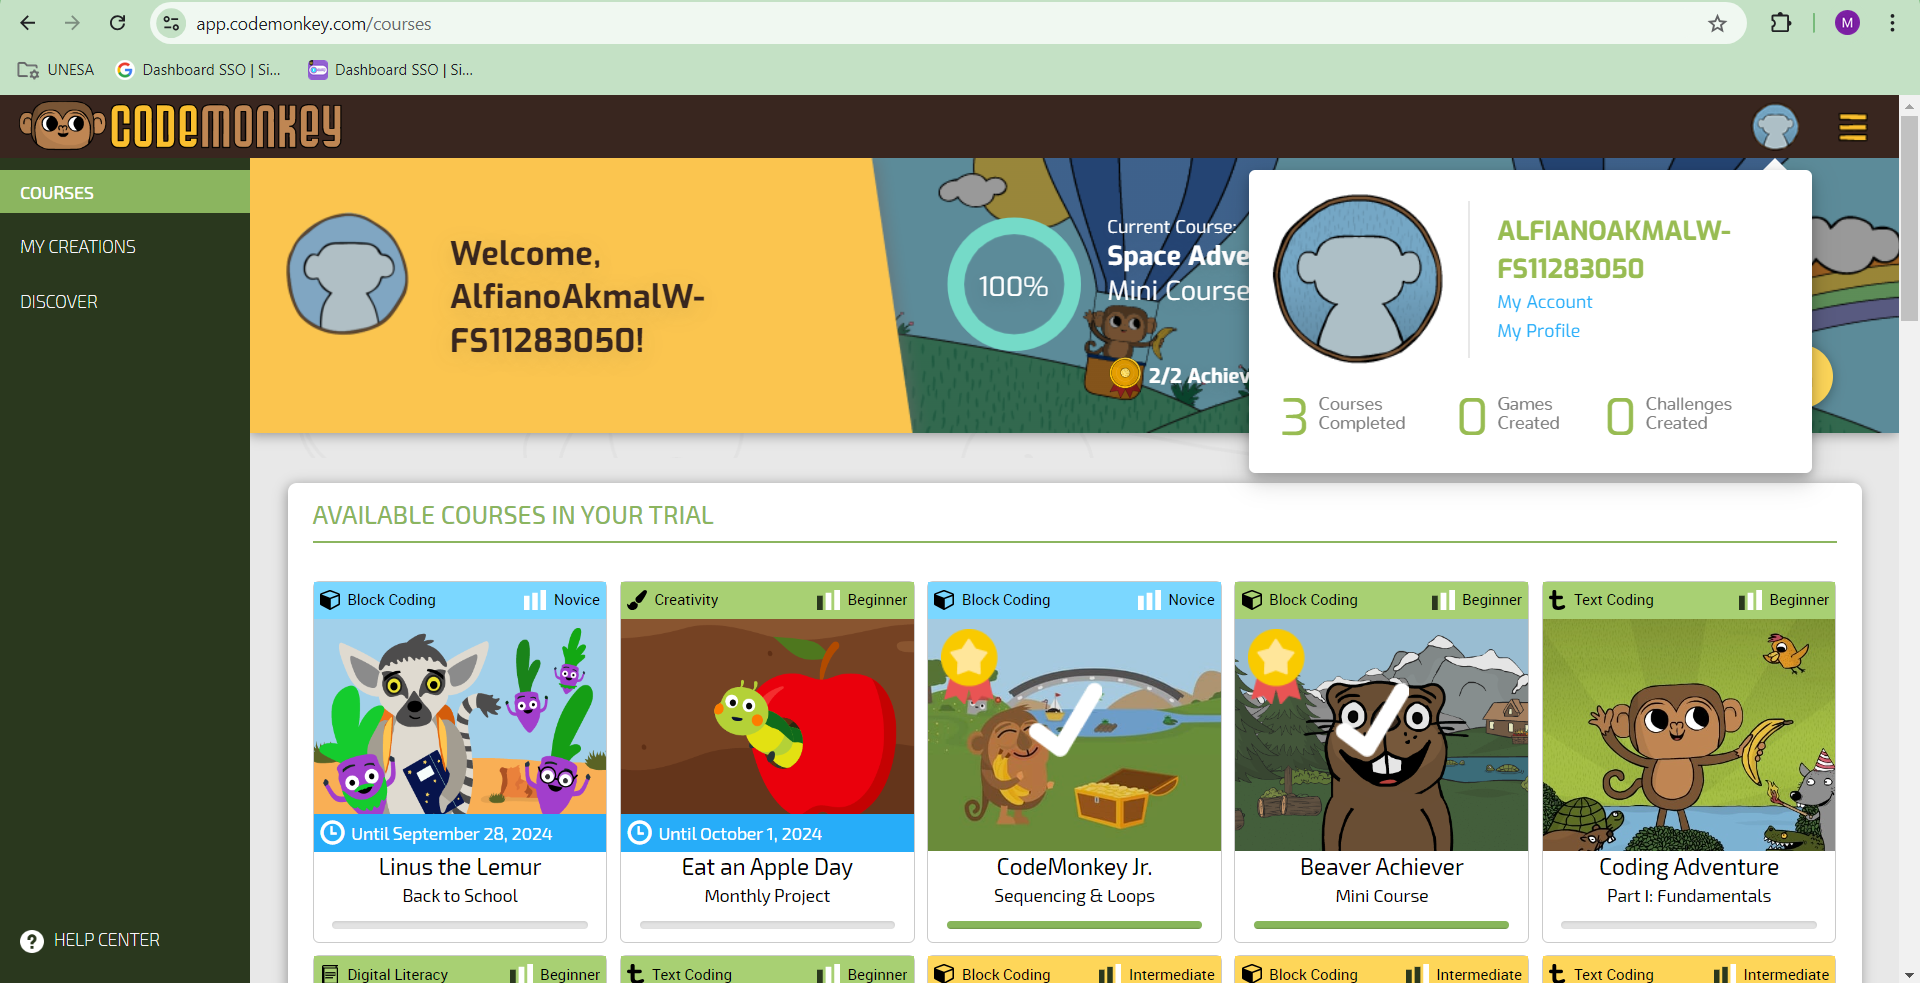 app.codemonkey.com/courses
M
UNESA
Dashboard SSO | Si...
Dashboard SSO | Si...
CODEMONKEY
COURSES
MY CREATIONS
DISCOVER
HELP CENTER
Welcome,
AlfianoAkmalW-
FS11283050!
100%
Current Course:
Space Adve
Mini Course
2/2 Achiev
ALFIANOAKMALW-
FS11283050
My Account
My Profile
3 Courses Completed
0 Games Created
0 Challenges Created
AVAILABLE COURSES IN YOUR TRIAL
Block Coding Novice
Until September 28, 2024
Linus the Lemur
Back to School
Creativity Beginner
Until October 1, 2024
Eat an Apple Day
Monthly Project
Block Coding Novice
CodeMonkey Jr.
Sequencing & Loops
Block Coding Beginner
Beaver Achiever
Mini Course
Text Coding Beginner
Coding Adventure
Part I: Fundamentals
Digital Literacy Beginner
Text Coding Beginner
Block Coding Intermediate
Block Coding Intermediate
Text Coding Intermediate